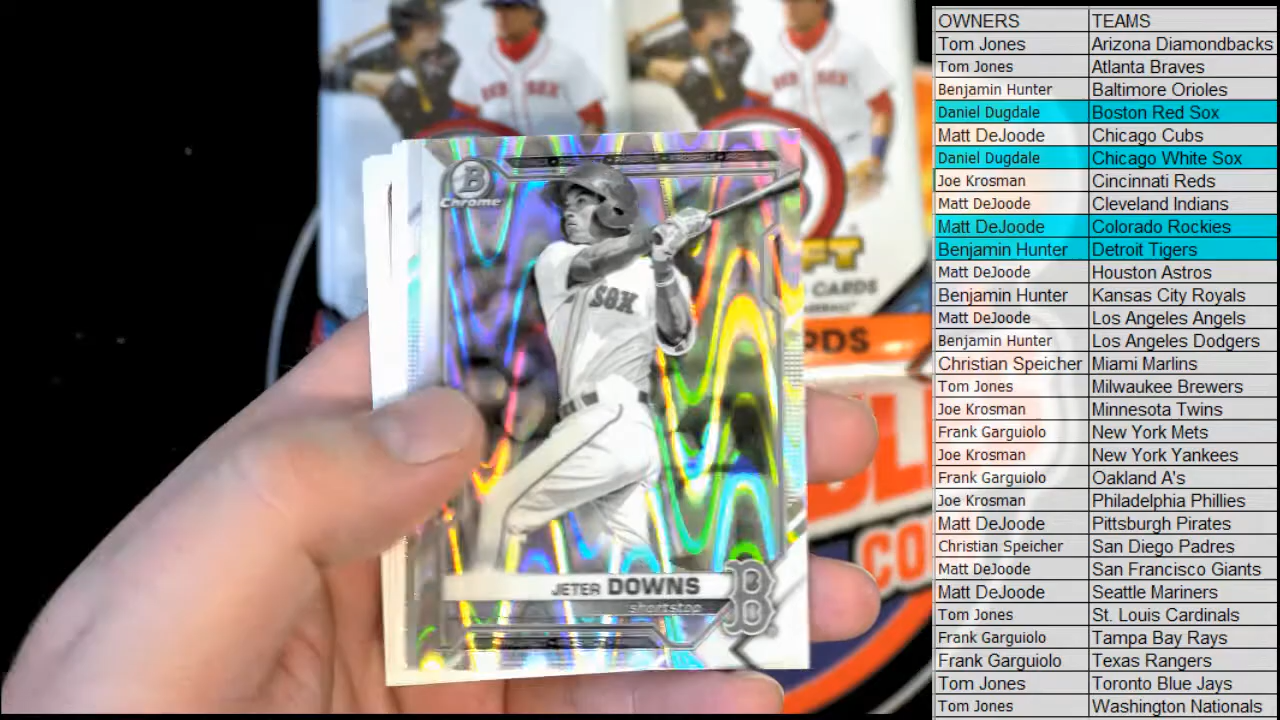 RED SOX
B
Chrome
SOX
FT
CARDS
RDS
JETER DOWNS
shortstop
B
CO
OWNERS TEAMS
Tom Jones Arizona Diamondbacks
Tom Jones Atlanta Braves
Benjamin Hunter Baltimore Orioles
Daniel Dugdale Boston Red Sox
Matt DeJoode Chicago Cubs
Daniel Dugdale Chicago White Sox
Joe Krosman Cincinnati Reds
Matt DeJoode Cleveland Indians
Matt DeJoode Colorado Rockies
Benjamin Hunter Detroit Tigers
Matt DeJoode Houston Astros
Benjamin Hunter Kansas City Royals
Matt DeJoode Los Angeles Angels
Benjamin Hunter Los Angeles Dodgers
Christian Speicher Miami Marlins
Tom Jones Milwaukee Brewers
Joe Krosman Minnesota Twins
Frank Garguiolo New York Mets
Joe Krosman New York Yankees
Frank Garguiolo Oakland A's
Joe Krosman Philadelphia Phillies
Matt DeJoode Pittsburgh Pirates
Christian Speicher San Diego Padres
Matt DeJoode San Francisco Giants
Matt DeJoode Seattle Mariners
Tom Jones St. Louis Cardinals
Frank Garguiolo Tampa Bay Rays
Frank Garguiolo Texas Rangers
Tom Jones Toronto Blue Jays
Tom Jones Washington Nationals